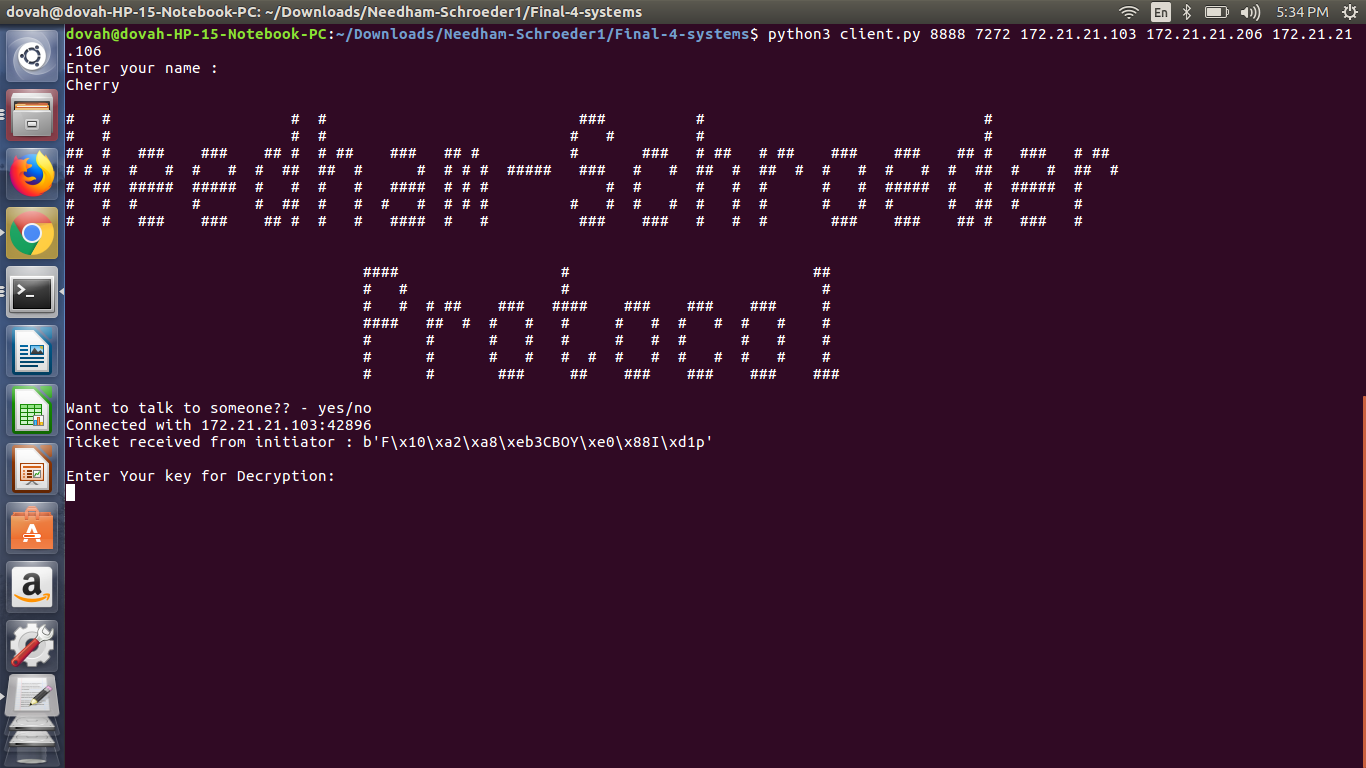 dovah@dovah-HP-15-Notebook-PC: ~/Downloads/Needham-Schroeder1/Final-4-systems
En
5:34 PM
dovah@dovah-HP-15-Notebook-PC:~/Downloads/Needham-Schroeder1/Final-4-systems$ python3 client.py 8888 7272 172.21.21.103 172.21.21.206 172.21.21
.106
Enter your name :
Cherry
Needham-Schroeder
Protocol
Want to talk to someone?? - yes/no
Connected with 172.21.21.103:42896
Ticket received from initiator : b'F\x10\xa2\xa8\xeb3CBOY\xe0\x88I\xd1p'
Enter Your key for Decryption: